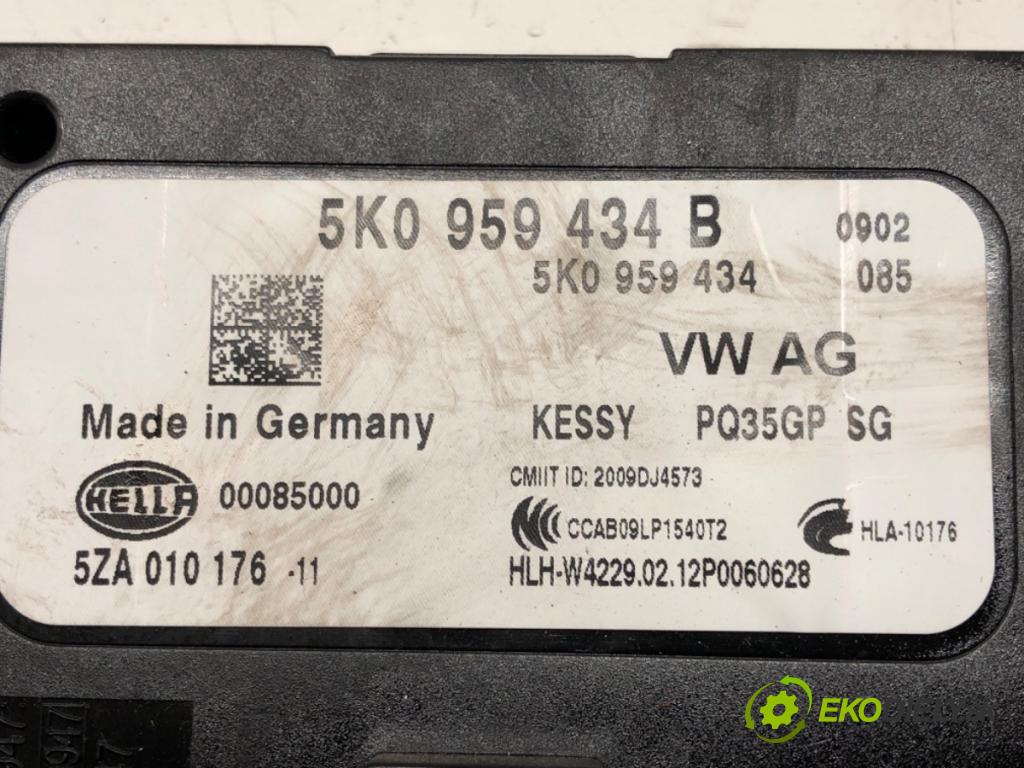 5K0 959 434 B 0902
5K0 959 434 085
VW AG
Made in Germany KESSY PQ35GP SG
CMIIT ID: 2009DJ4573
HELLA 00085000
CCAB09LP1540T2 HLA-10176
5ZA 010 176 -11 HLH-W4229.02.12P0060628
EKO